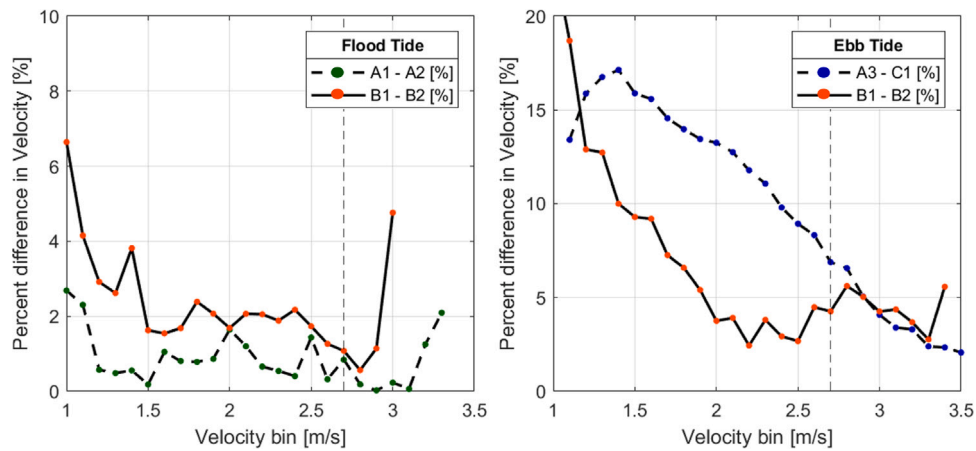 Percent difference in Velocity [%]
10
8
6
4
2
0
Flood Tide
A1 - A2 [%]
B1 - B2 [%]
1
1.5
2
2.5
3
3.5
Velocity bin [m/s]
Percent difference in Velocity [%]
20
15
10
5
0
Ebb Tide
A3 - C1 [%]
B1 - B2 [%]
1
1.5
2
2.5
3
3.5
Velocity bin [m/s]